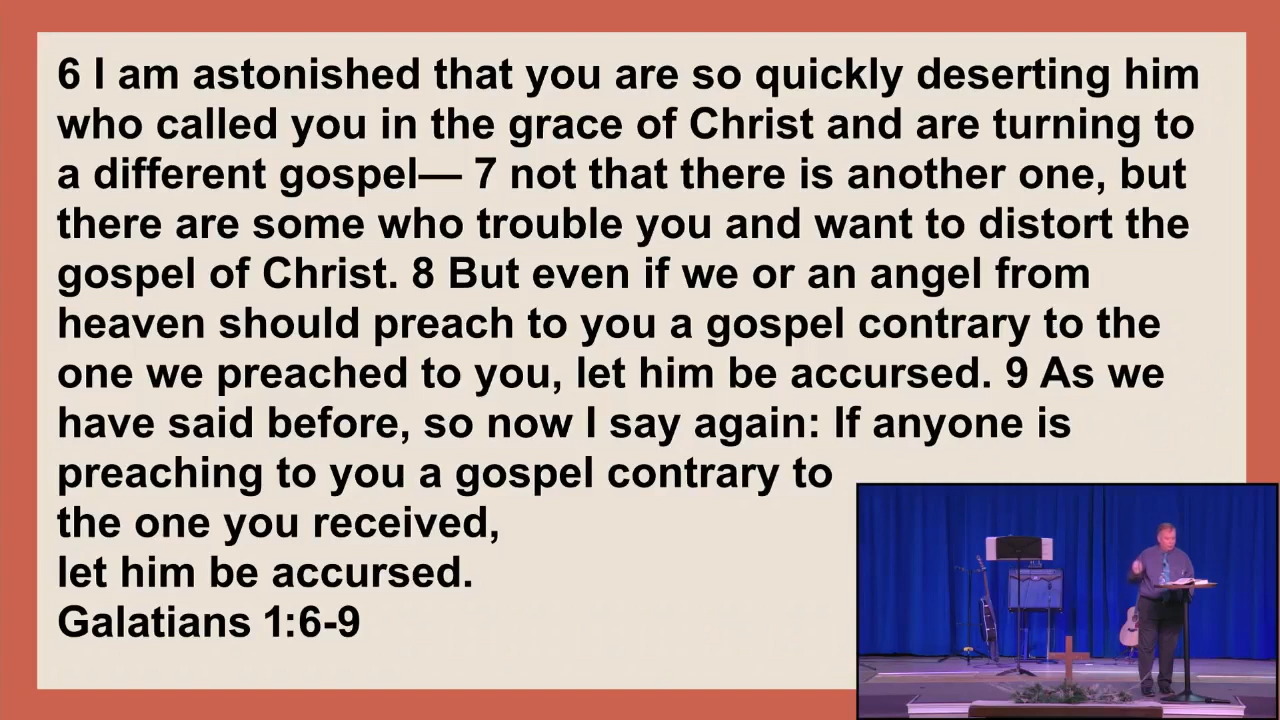 6 I am astonished that you are so quickly deserting him
who called you in the grace of Christ and are turning to
a different gospel— 7 not that there is another one, but
there are some who trouble you and want to distort the
gospel of Christ. 8 But even if we or an angel from
heaven should preach to you a gospel contrary to the
one we preached to you, let him be accursed. 9 As we
have said before, so now I say again: If anyone is
preaching to you a gospel contrary to
the one you received,
let him be accursed.
Galatians 1:6-9